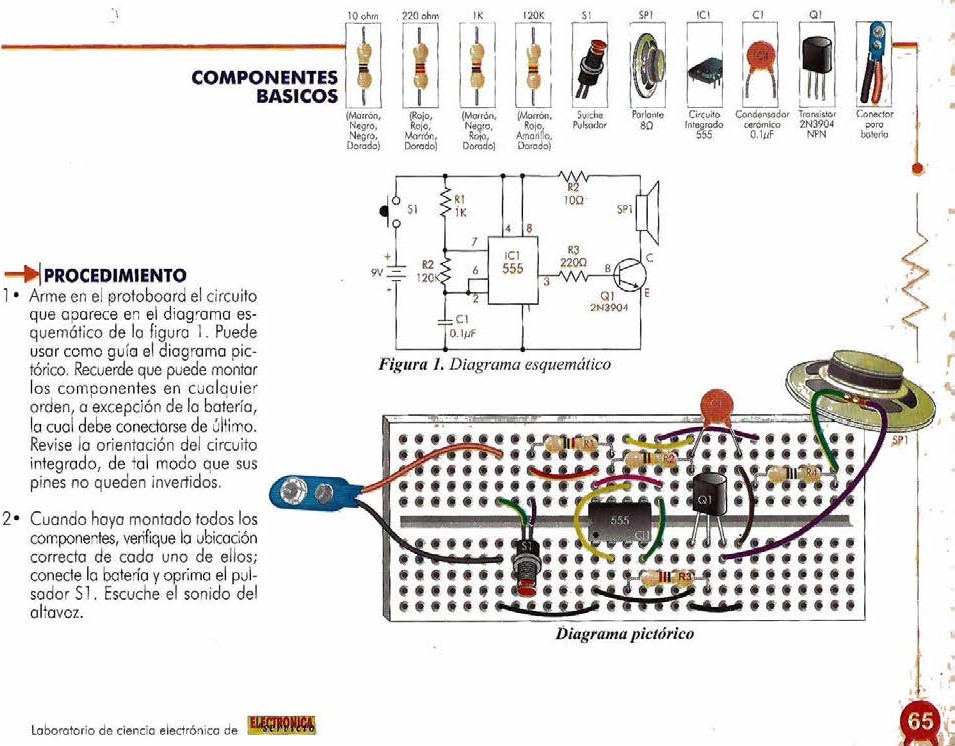 10 ohm 220 ohm 1K 120K S1 SP1 IC1 C1 Q1
COMPONENTES
BASICOS
(Marrón,
Negro,
Negro,
Dorado)
(Rojo,
Rojo,
Marrón,
Dorado)
(Marrón,
Negro,
Rojo,
Dorado)
(Marrón,
Rojo,
Amarillo,
Dorado)
Suiche
Pulsador
Parlante
8Ω
Circuito
Integrado
555
Condensador
cerámico
0.1µF
Transistor
2N3904
NPN
Conector
para
batería
S1
R1
1K
R2
10Ω
SP1
4 8
7
IC1
555
R3
220Ω
C
B
9V
+
-
R2
120K
6
3
2
1
Q1
E
2N3904
C1
0.1µF
Figura 1. Diagrama esquemático
PROCEDIMIENTO
1• Arme en el protoboard el circuito
que aparece en el diagrama es-
quemático de la figura 1. Puede
usar como guía el diagrama pic-
tórico. Recuerde que puede montar
los componentes en cualquier
orden, a excepción de la batería,
la cual debe conectarse de último.
Revise la orientación del circuito
integrado, de tal modo que sus
pines no queden invertidos.
2• Cuando haya montado todos los
componentes, verifique la ubicación
correcta de cada uno de ellos;
conecte la batería y oprima el pul-
sador S1. Escuche el sonido del
altavoz.
C1
SP1
R1
R2
R4
Q1
555
S1
R3
Diagrama pictórico
Laboratorio de ciencia electrónica de ELECTRONICA
servicio
65